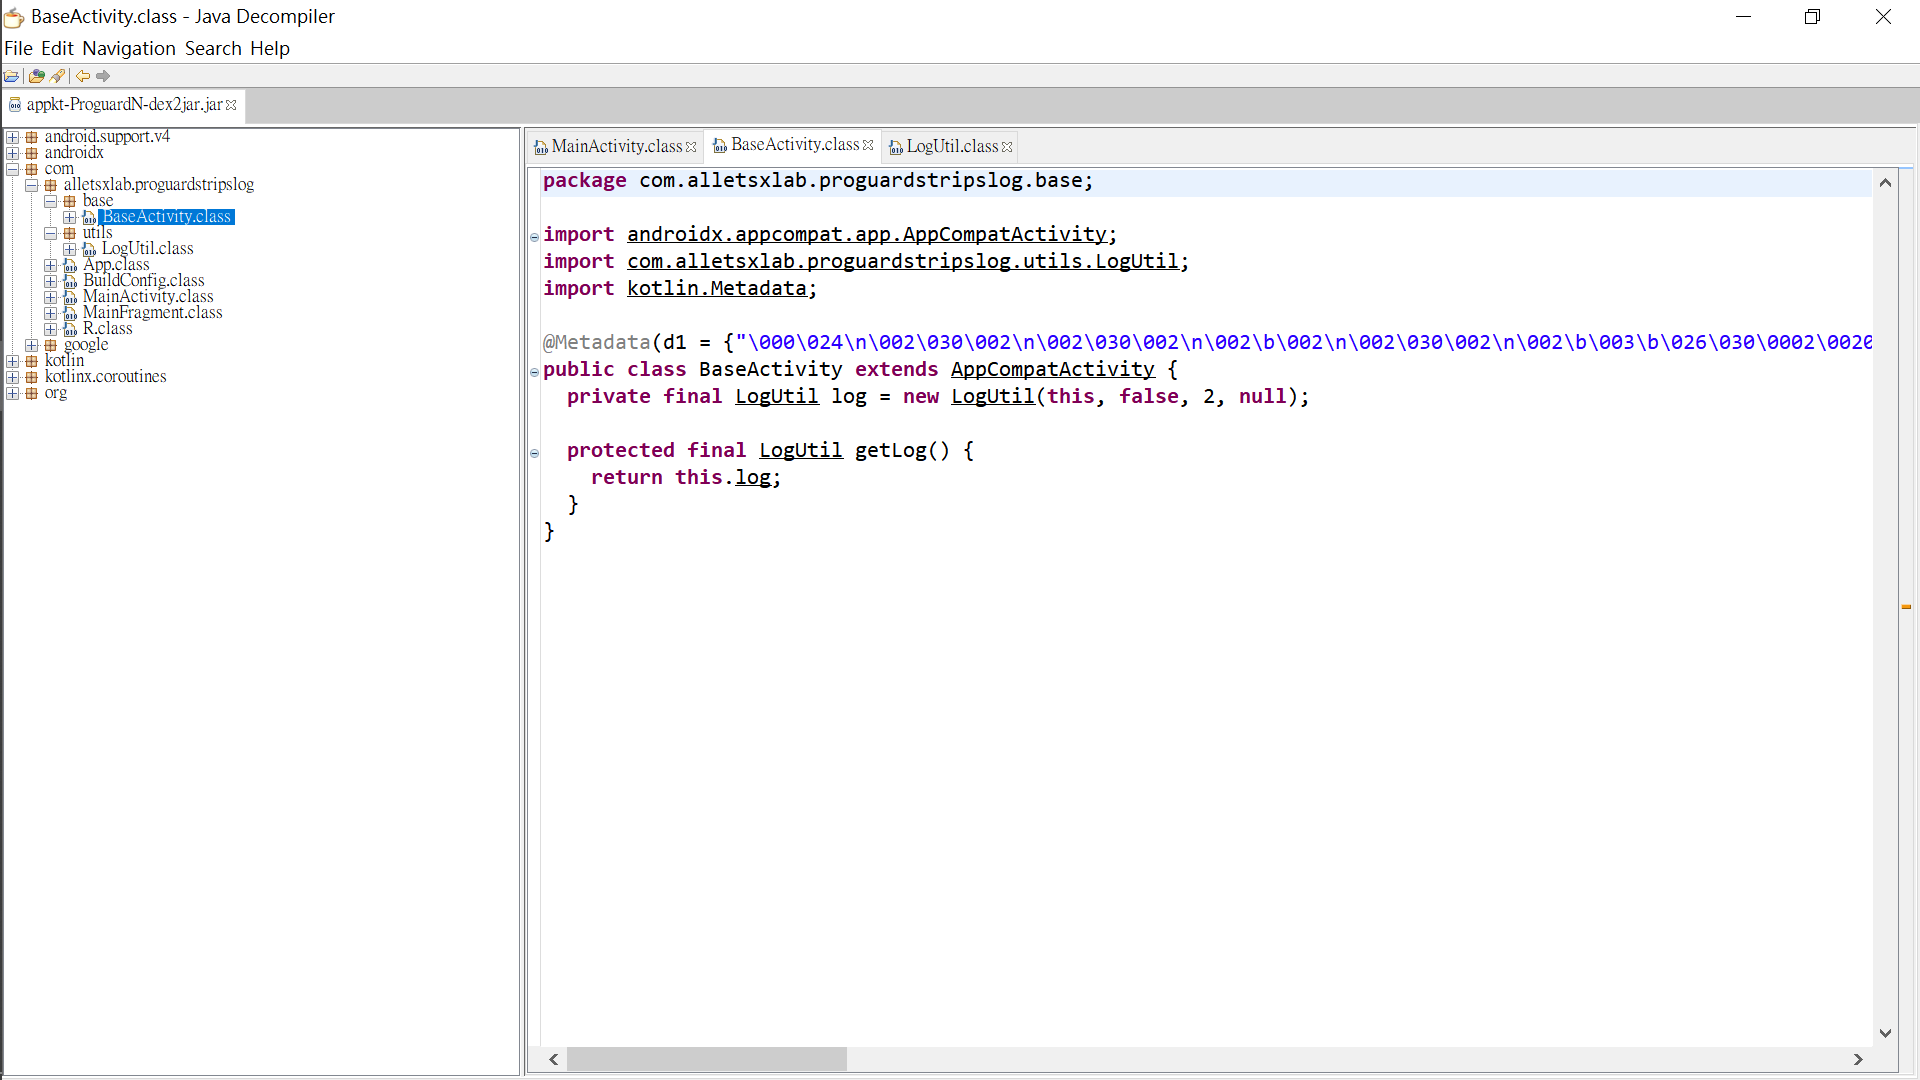 BaseActivity.class - Java Decompiler
File Edit Navigation Search Help
appkt-ProguardN-dex2jar.jar
android.support.v4
androidx
com
alletsxlab.proguardstripslog
base
BaseActivity.class
utils
LogUtil.class
App.class
BuildConfig.class
MainActivity.class
MainFragment.class
R.class
google
kotlin
kotlinx.coroutines
org
MainActivity.class BaseActivity.class LogUtil.class
package com.alletsxlab.proguardstripslog.base;
import androidx.appcompat.app.AppCompatActivity;
import com.alletsxlab.proguardstripslog.utils.LogUtil;
import kotlin.Metadata;
@Metadata(d1 = {"\000\024\n\002\030\002\n\002\030\002\n\002\b\002\n\002\030\002\n\002\b\003\b\026\030\0002\0020
public class BaseActivity extends AppCompatActivity {
private final LogUtil log = new LogUtil(this, false, 2, null);
protected final LogUtil getLog() {
return this.log;
}
}